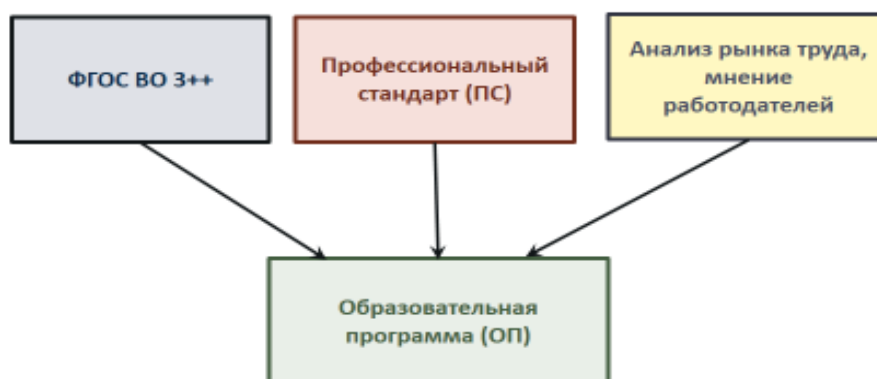 ФГОС ВО 3++
Профессиональный
стандарт (ПС)
Анализ рынка труда,
мнение
работодателей
Образовательная
программа (ОП)